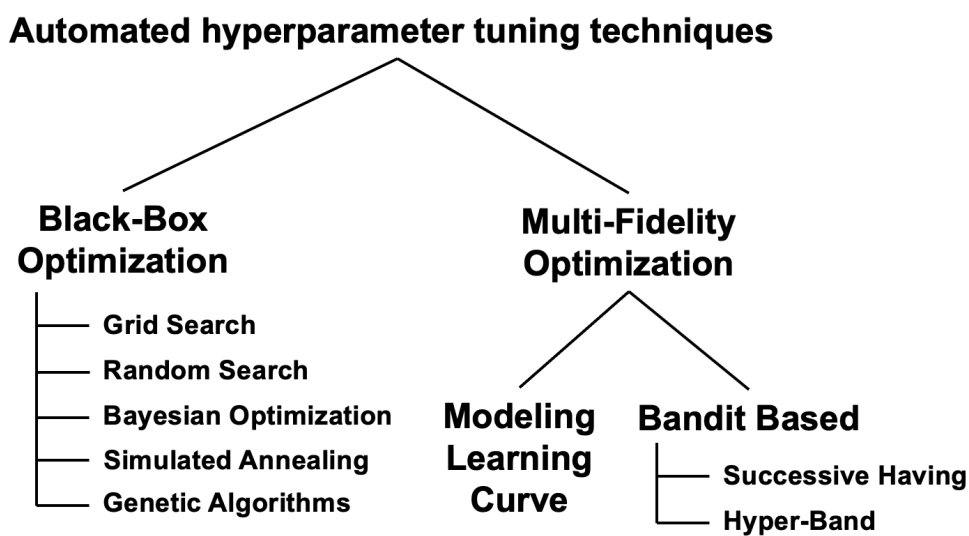 Automated hyperparameter tuning techniques
Black-Box
Optimization
Grid Search
Random Search
Bayesian Optimization
Simulated Annealing
Genetic Algorithms
Multi-Fidelity
Optimization
Modeling
Learning
Curve
Bandit Based
Successive Having
Hyper-Band